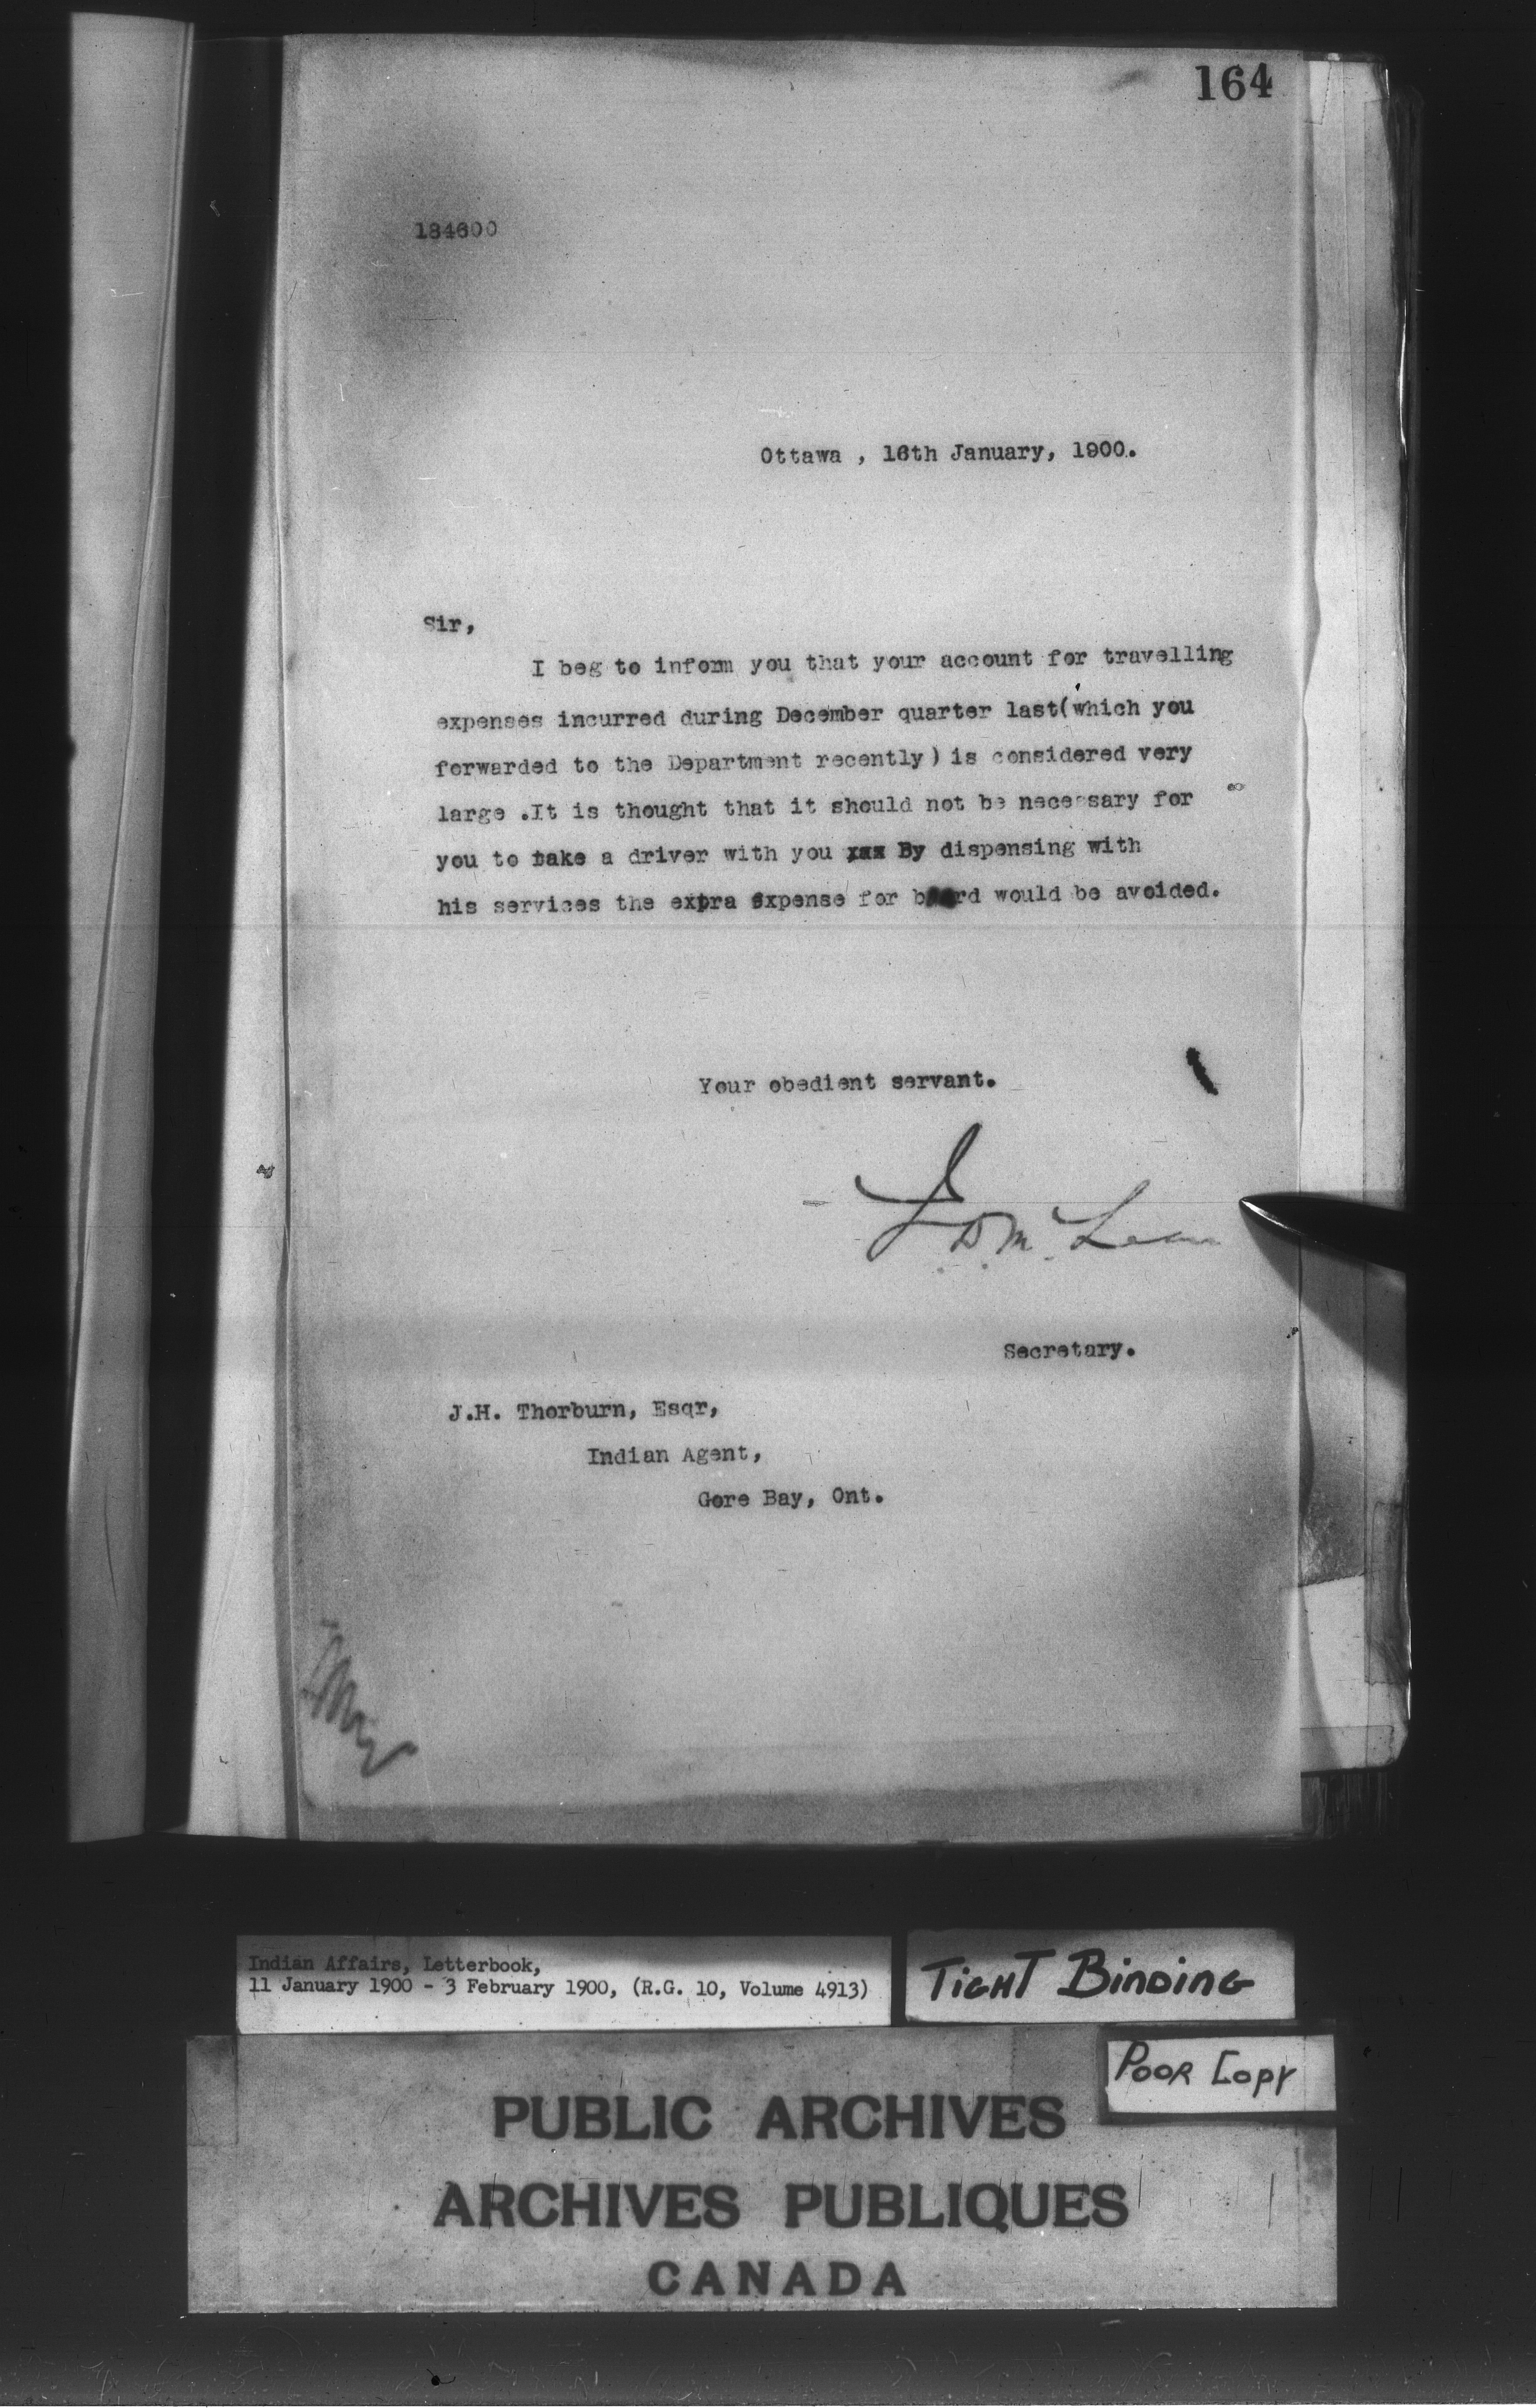 164
184600
Ottawa , 16th January, 1900.
Sir,
I beg to inform you that your account for travelling
expenses incurred during December quarter last(which you
forwarded to the Department recently) is considered very
large .It is thought that it should not be necessary for
you to take a driver with you xxx By dispensing with
his services the extra expense for board would be avoided.
Your obedient servant.
J. D. McLean
Secretary.
J.H. Thorburn, Esqr,
Indian Agent,
Gore Bay, Ont.
Indian Affairs, Letterbook,
11 January 1900 - 3 February 1900, (R.G. 10, Volume 4913)
TIGHT BINDING
POOR COPY
PUBLIC ARCHIVES
ARCHIVES PUBLIQUES
CANADA